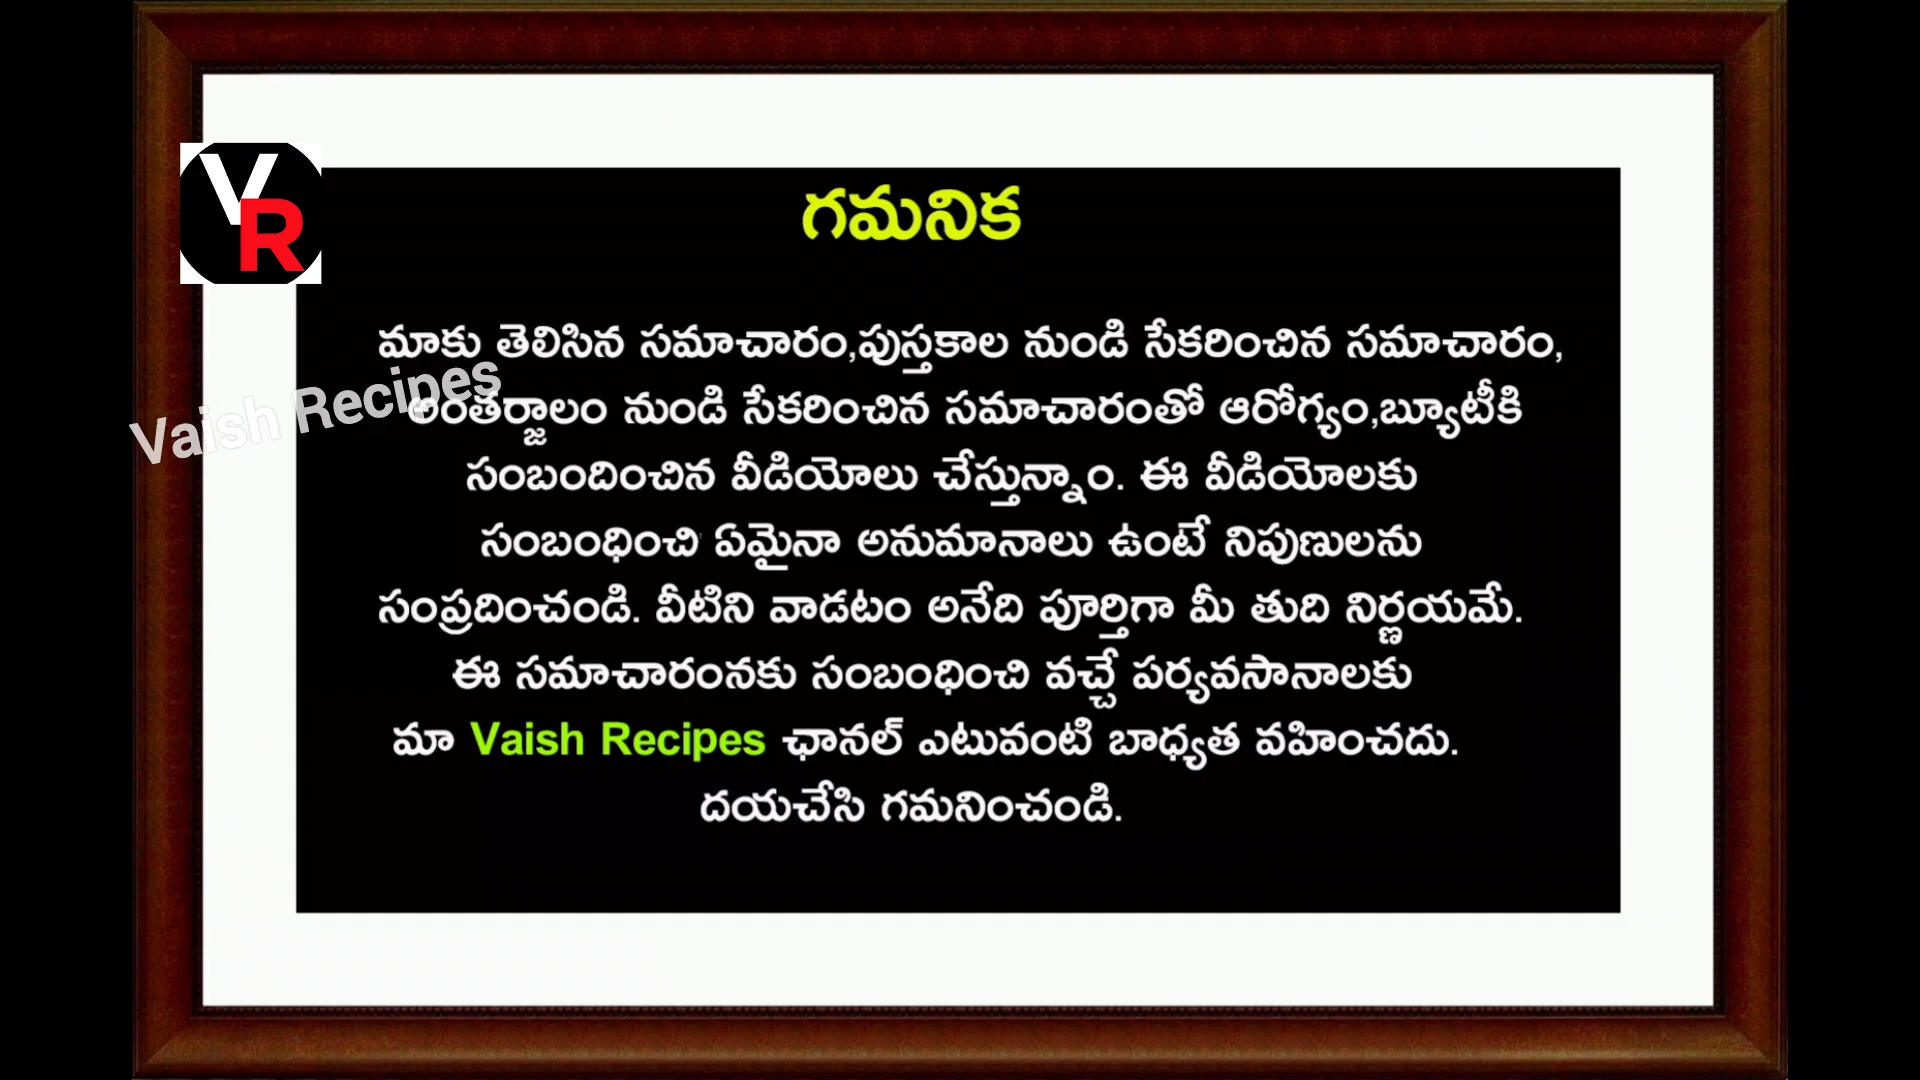 VR
గమనిక
మాకు తెలిసిన సమాచారం,పుస్తకాల నుండి సేకరించిన సమాచారం,
Vaish Recipes
అంతర్జాలం నుండి సేకరించిన సమాచారంతో ఆరోగ్యం,బ్యూటీకి
సంబందించిన వీడియోలు చేస్తున్నాం. ఈ వీడియోలకు
సంబంధించి ఏమైనా అనుమానాలు ఉంటే నిపుణులను
సంప్రదించండి. వీటిని వాడటం అనేది పూర్తిగా మీ తుది నిర్ణయమే.
ఈ సమాచారంనకు సంబంధించి వచ్చే పర్యవసానాలకు
మా Vaish Recipes ఛానల్ ఎటువంటి బాధ్యత వహించదు.
దయచేసి గమనించండి.